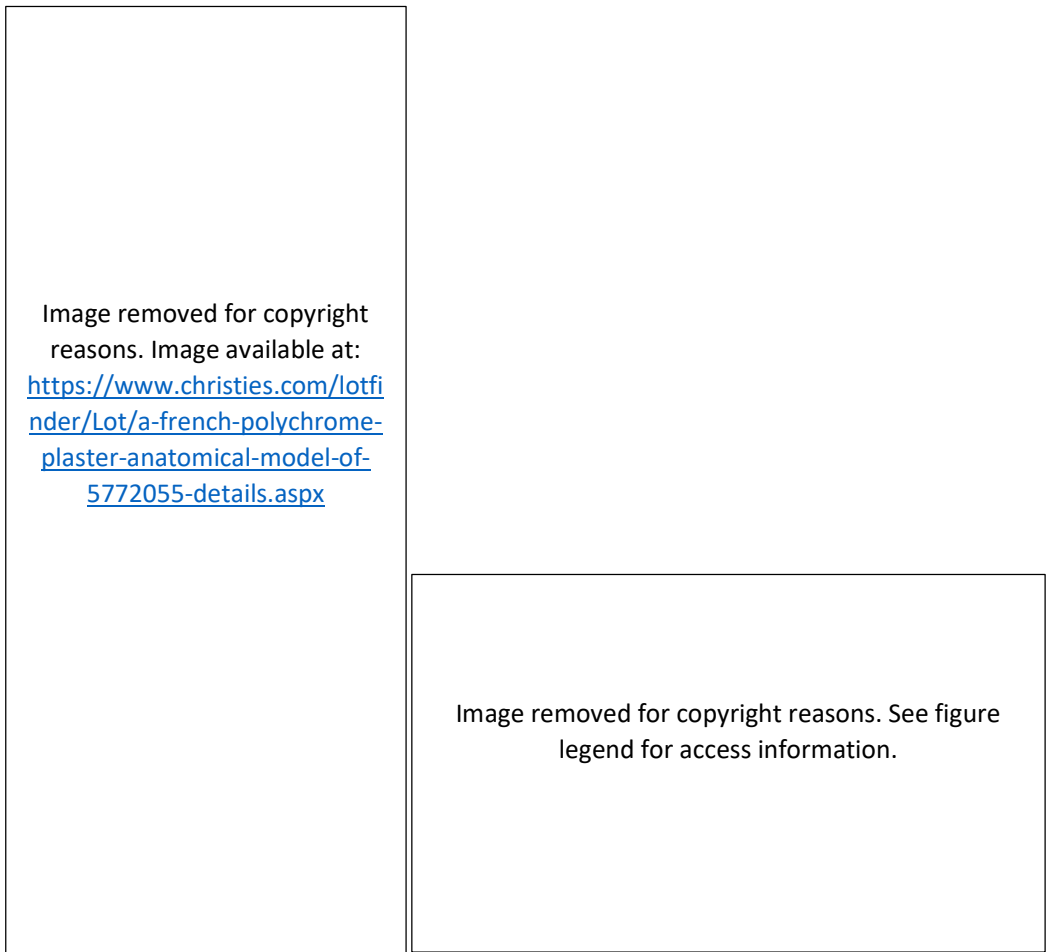 Image removed for copyright
reasons. Image available at:
https://www.christies.com/lotfi
nder/Lot/a-french-polychrome-
plaster-anatomical-model-of-
5772055-details.aspx
Image removed for copyright reasons. See figure
legend for access information.